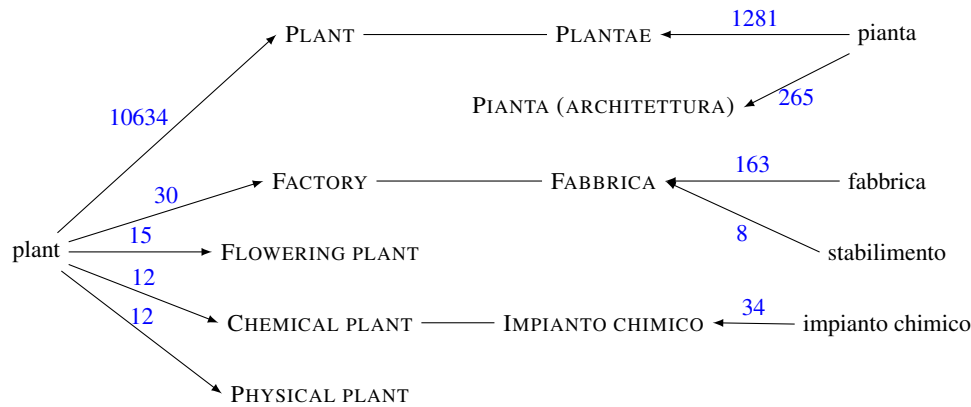 1281
PLANT PLANTAE pianta
PIANTA (ARCHITETTURA) 265
10634
FACTORY FABBRICA 163 fabbrica
30
plant 15 FLOWERING PLANT 8 stabilimento
12
CHEMICAL PLANT IMPIANTO CHIMICO 34 impianto chimico
12
PHYSICAL PLANT